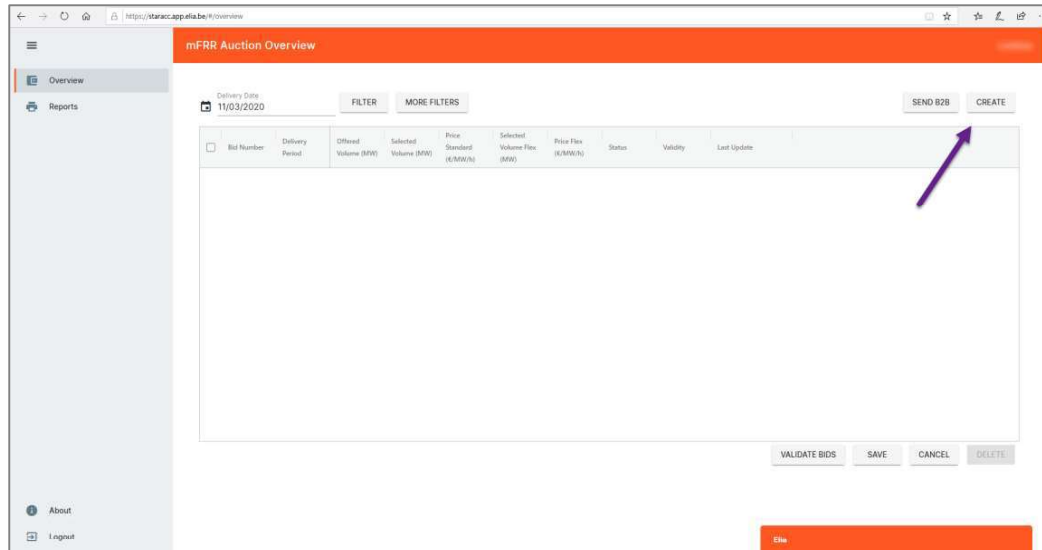 https://staracc.app.elia.be/#/overview
mFRR Auction Overview
Overview
Reports
Delivery Date
11/03/2020
FILTER
MORE FILTERS
SEND B2B
CREATE
Bid Number
Delivery Period
Offered Volume (MW)
Selected Volume (MW)
Price Standard (€/MW/h)
Selected Volume Flex (MW)
Price Flex (€/MW/h)
Status
Validity
Last Update
VALIDATE BIDS
SAVE
CANCEL
DELETE
About
Logout
Elia